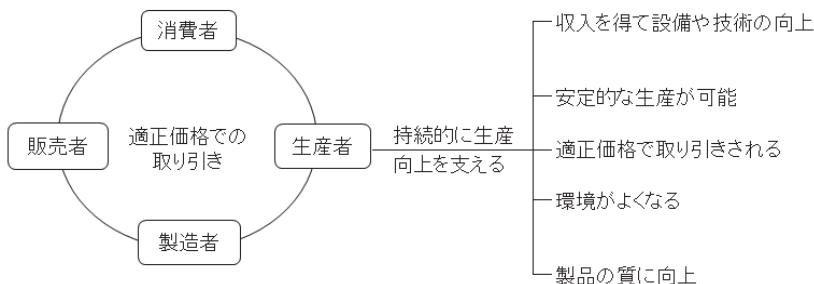 消費者
販売者
適正価格での
取り引き
生産者
製造者
持続的に生産
向上を支える
収入を得て設備や技術の向上
安定的な生産が可能
適正価格で取り引きされる
環境がよくなる
製品の質に向上